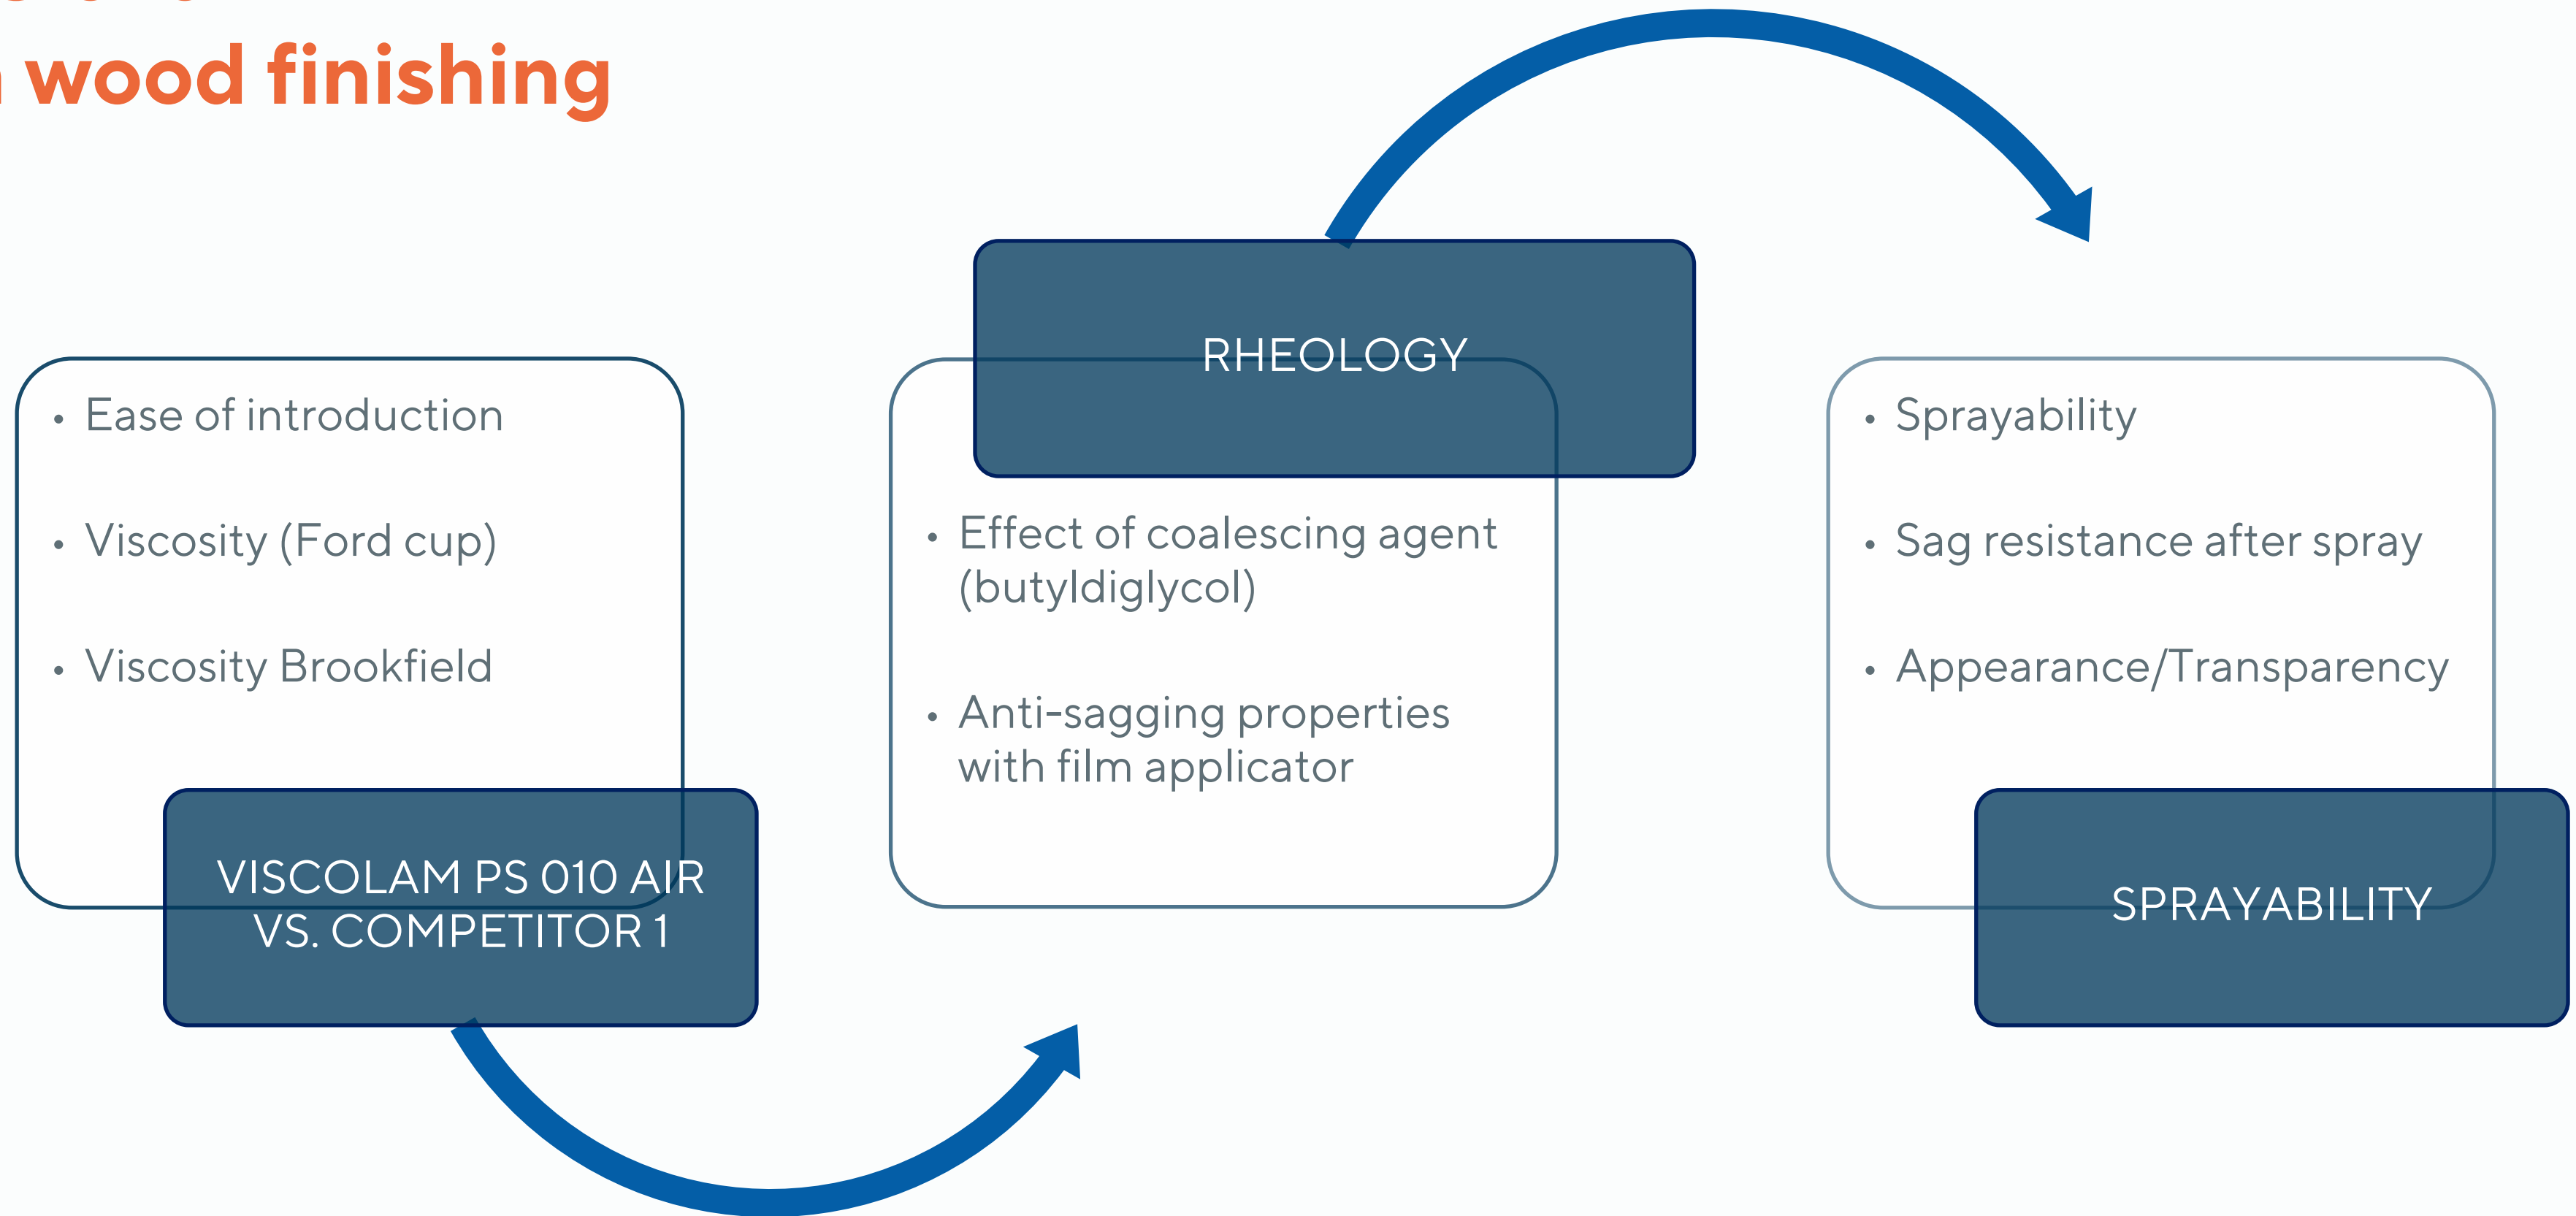 wood finishing
• Ease of introduction
• Viscosity (Ford cup)
• Viscosity Brookfield
VISCOLAM PS 010 AIR
VS. COMPETITOR 1
RHEOLOGY
• Effect of coalescing agent
(butyldiglycol)
• Anti-sagging properties
with film applicator
• Sprayability
• Sag resistance after spray
• Appearance/Transparency
SPRAYABILITY